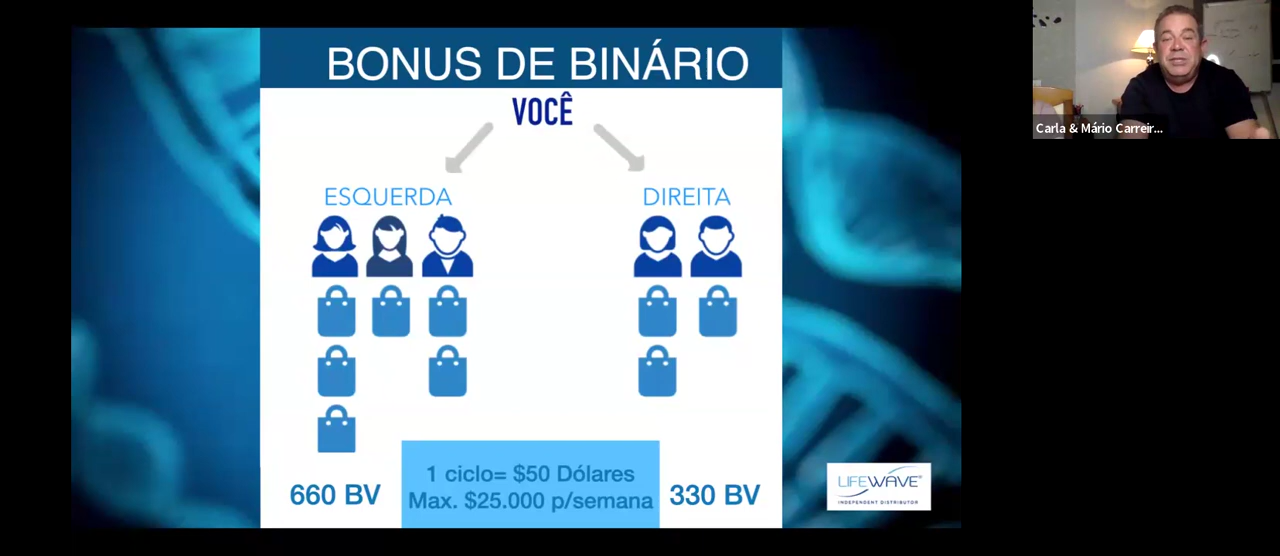 BONUS DE BINÁRIO
VOCÊ
ESQUERDA
DIREITA
660 BV
1 ciclo= $50 Dólares
Max. $25.000 p/semana
330 BV
LIFEWAVE®
INDEPENDENT DISTRIBUTOR
Carla & Mário Carreir...